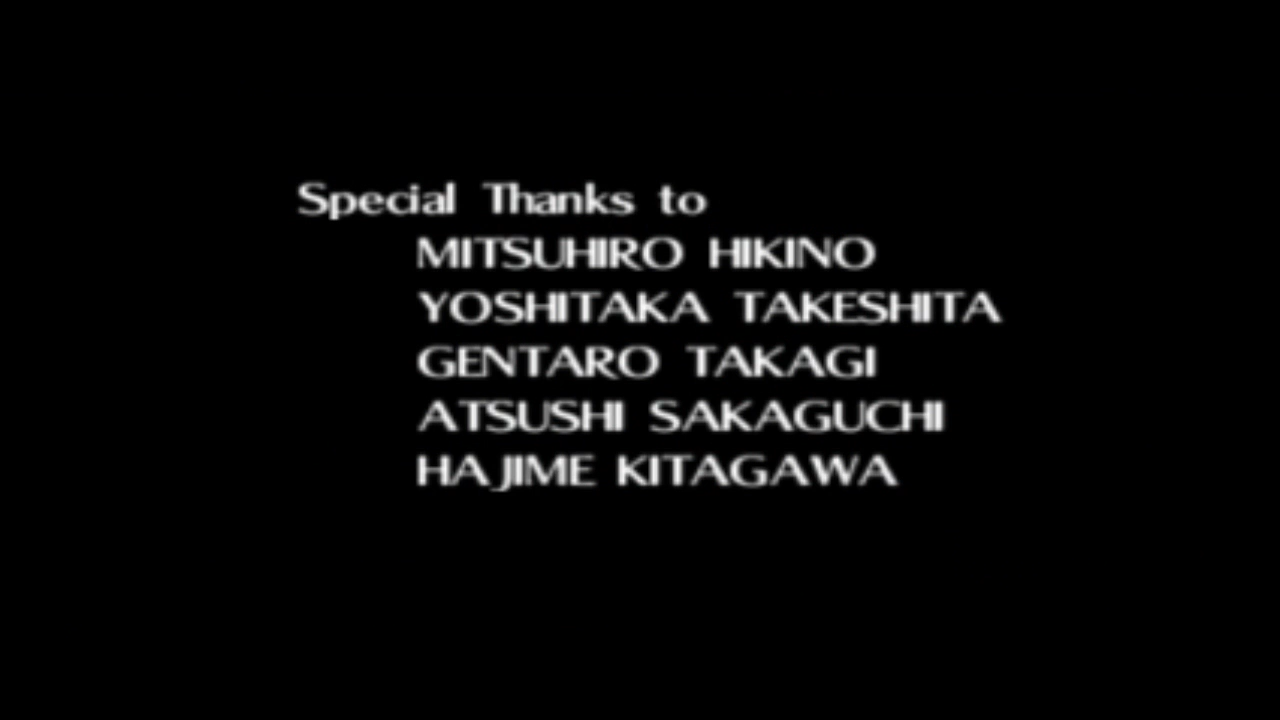 Special Thanks to
MITSUHIRO HIKINO
YOSHITAKA TAKESHITA
GENTARO TAKAGI
ATSUSHI SAKAGUCHI
HAJIME KITAGAWA